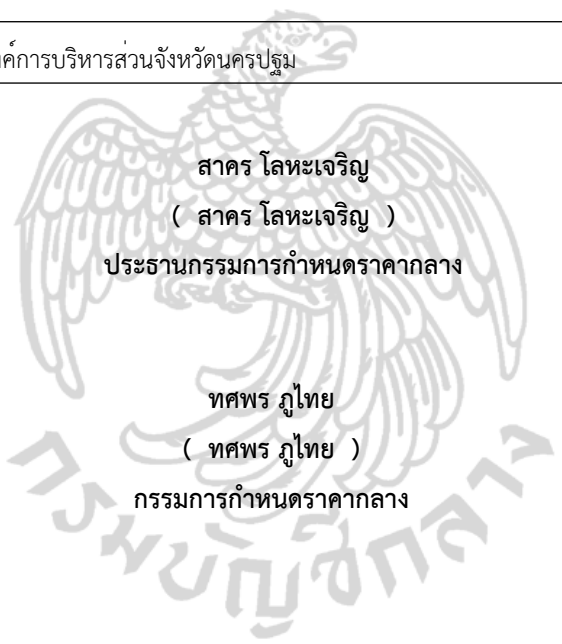 ค์การบริหารส่วนจังหวัดนครปฐม
สาคร โลหะเจริญ
( สาคร โลหะเจริญ )
ประธานกรรมการกำหนดราคากลาง
ทศพร ภูไทย
( ทศพร ภูไทย )
กรรมการกำหนดราคากลาง
กรมบัญชีกลาง